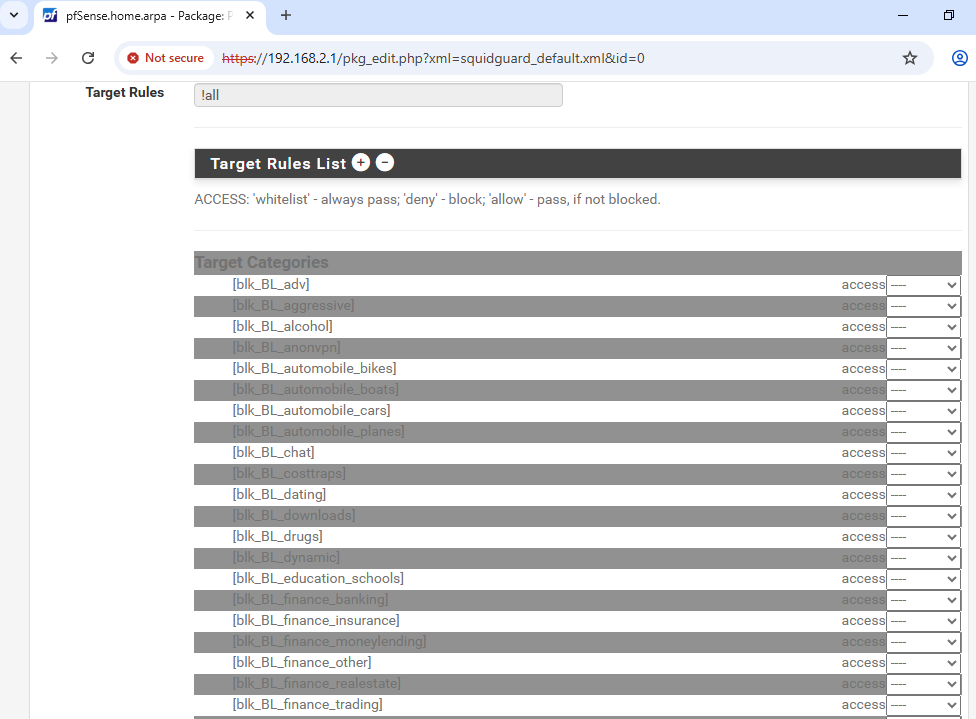 pfSense.home.arpa - Package: P
Not secure https://192.168.2.1/pkg_edit.php?xml=squidguard_default.xml&id=0
Target Rules !all
Target Rules List + −
ACCESS: 'whitelist' - always pass; 'deny' - block; 'allow' - pass, if not blocked.
Target Categories
[blk_BL_adv] access ----
[blk_BL_aggressive] access ----
[blk_BL_alcohol] access ----
[blk_BL_anonvpn] access ----
[blk_BL_automobile_bikes] access ----
[blk_BL_automobile_boats] access ----
[blk_BL_automobile_cars] access ----
[blk_BL_automobile_planes] access ----
[blk_BL_chat] access ----
[blk_BL_costtraps] access ----
[blk_BL_dating] access ----
[blk_BL_downloads] access ----
[blk_BL_drugs] access ----
[blk_BL_dynamic] access ----
[blk_BL_education_schools] access ----
[blk_BL_finance_banking] access ----
[blk_BL_finance_insurance] access ----
[blk_BL_finance_moneylending] access ----
[blk_BL_finance_other] access ----
[blk_BL_finance_realestate] access ----
[blk_BL_finance_trading] access ----